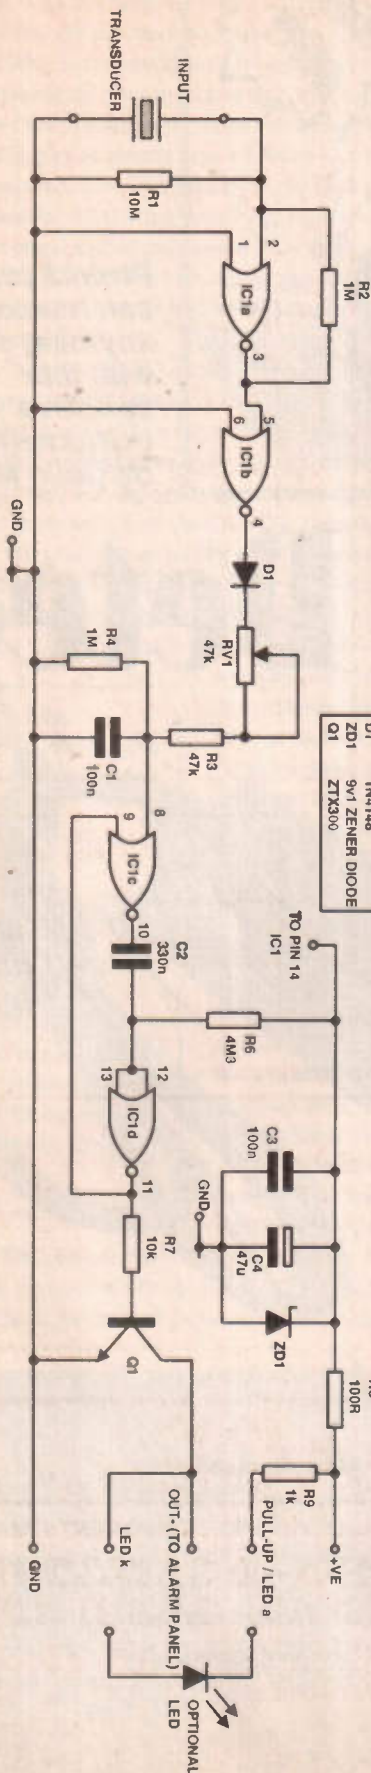 INPUT
TRANSDUCER
R1
10M
R2
1M
1
2
IC1a
3
5
6
IC1b
4
D1
RV1
47k
GND
R4
1M
C1
100n
R3
47k
8
9
IC1c
10
C2
330n
12
13
IC1d
11
R6
4M3
R7
10k
Q1
1N4148
ZD1 9v1 ZENER DIODE
Q1 ZTX300
TO PIN 14
IC1
C3
100n
GND
C4
47u
ZD1
100R
R9
1k
+VE
PULL-UP / LED a
OUT- (TO ALARM PANEL)
LED k
GND
OPTIONAL
LED